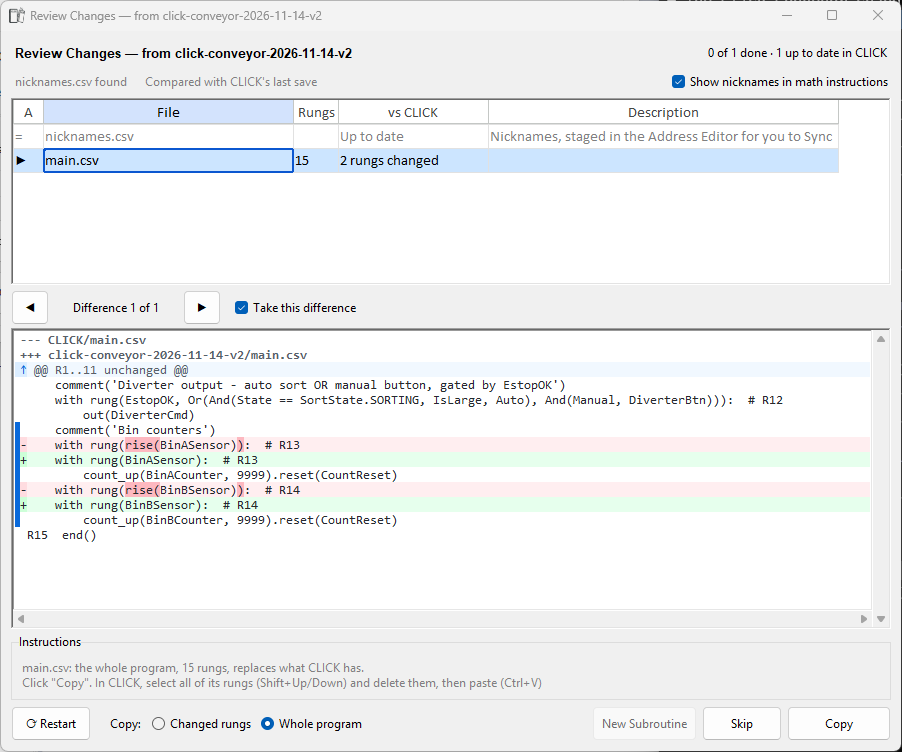 Review Changes — from click-conveyor-2026-11-14-v2
Review Changes — from click-conveyor-2026-11-14-v2
0 of 1 done · 1 up to date in CLICK
nicknames.csv found Compared with CLICK's last save
Show nicknames in math instructions
A File Rungs vs CLICK Description
= nicknames.csv Up to date Nicknames, staged in the Address Editor for you to Sync
▶ main.csv 15 2 rungs changed
◀ Difference 1 of 1 ▶ Take this difference
--- CLICK/main.csv
+++ click-conveyor-2026-11-14-v2/main.csv
↑ @@ R1..11 unchanged @@
comment('Diverter output - auto sort OR manual button, gated by EstopOK')
with rung(EstopOK, Or(And(State == SortState.SORTING, IsLarge, Auto), And(Manual, DiverterBtn))):  # R12
out(DiverterCmd)
comment('Bin counters')
-    with rung(rise(BinASensor)):  # R13
+    with rung(BinASensor):  # R13
count_up(BinACounter, 9999).reset(CountReset)
-    with rung(rise(BinBSensor)):  # R14
+    with rung(BinBSensor):  # R14
count_up(BinBCounter, 9999).reset(CountReset)
R15  end()
Instructions
main.csv: the whole program, 15 rungs, replaces what CLICK has.
Click "Copy". In CLICK, select all of its rungs (Shift+Up/Down) and delete them, then paste (Ctrl+V)
⟳ Restart Copy: Changed rungs Whole program New Subroutine Skip Copy